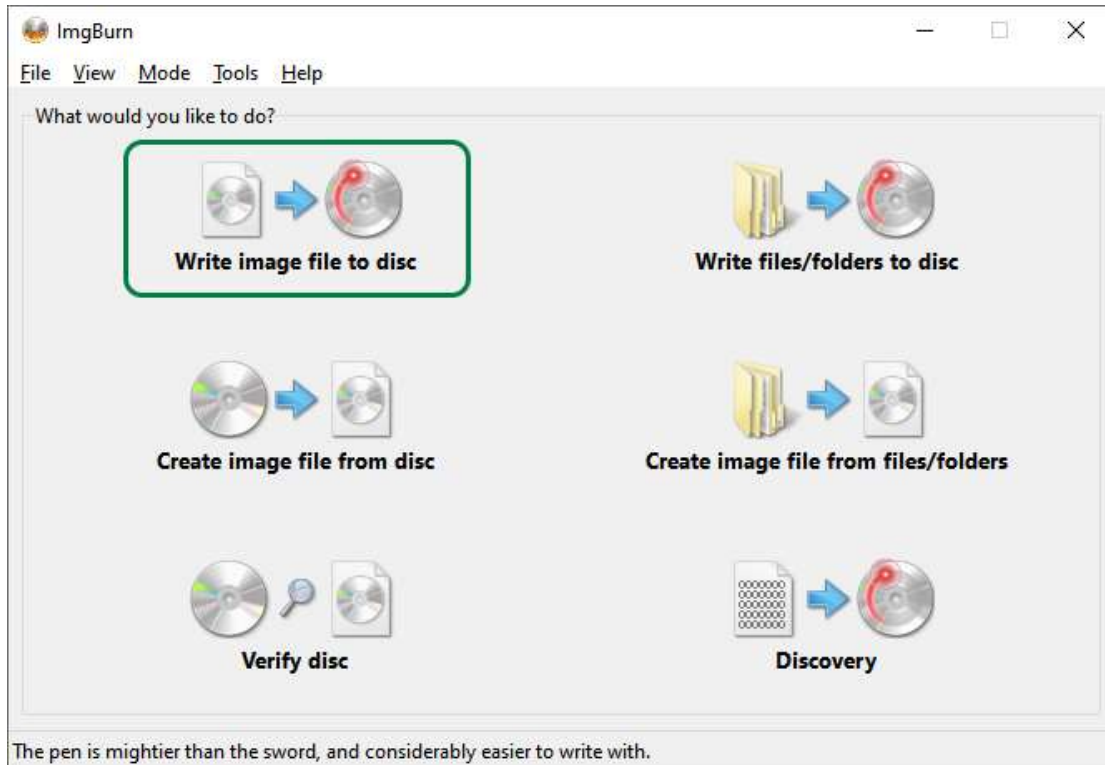 ImgBurn
File View Mode Tools Help
What would you like to do?
Write image file to disc
Write files/folders to disc
Create image file from disc
Create image file from files/folders
Verify disc
Discovery
The pen is mightier than the sword, and considerably easier to write with.